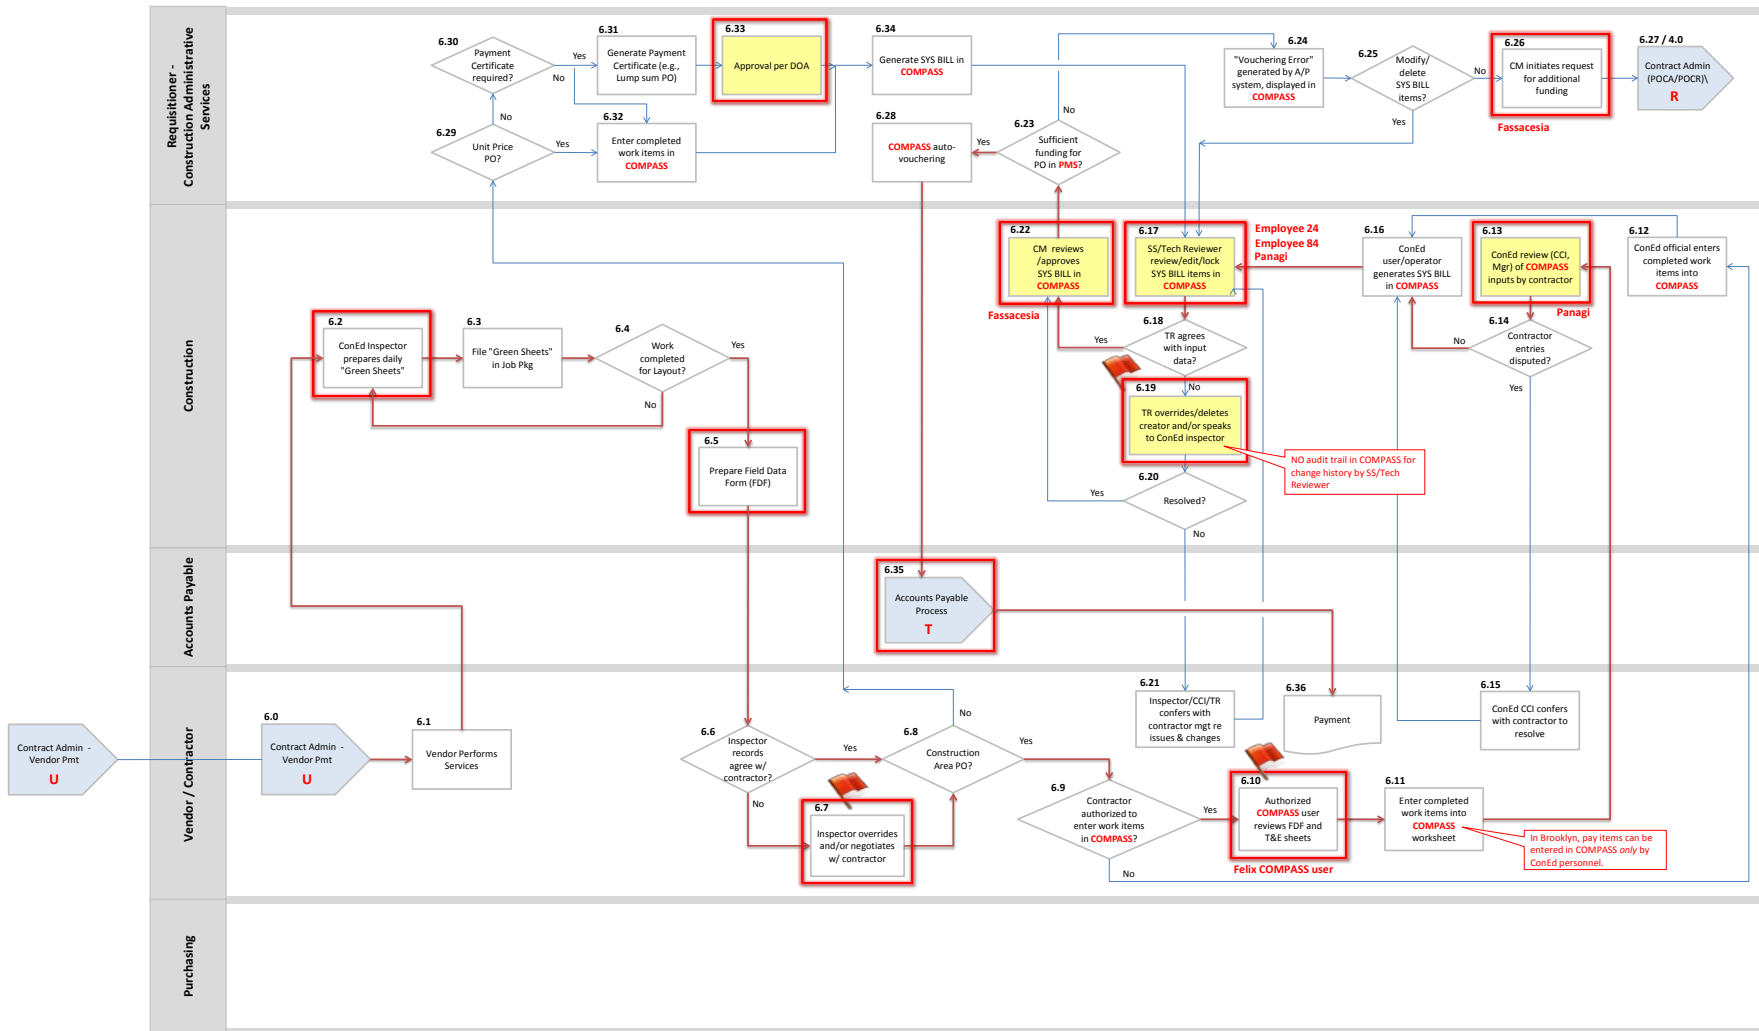 Requisitioner -
Construction Administrative
Services
6.30
Payment
Certificate
required?
Yes
No
6.31
Generate Payment
Certificate (e.g.,
Lump sum PO)
6.33
Approval per DOA
6.34
Generate SYS BILL in
COMPASS
6.24
"Vouchering Error"
generated by A/P
system, displayed in
COMPASS
6.25
Modify/
delete
SYS BILL
items?
No
Yes
6.26
CM initiates request
for additional
funding
Fassacesia
6.27 / 4.0
Contract Admin
(POCA/POCR)\
R
6.29
Unit Price
PO?
No
Yes
6.32
Enter completed
work items in
COMPASS
6.28
COMPASS auto-
vouchering
Yes
6.23
Sufficient
funding for
PO in PMS?
No
Construction
6.22
CM  reviews
/approves
SYS BILL in
COMPASS
Fassacesia
6.17
SS/Tech Reviewer
review/edit/lock
SYS BILL items in
COMPASS
Employee 24
Employee 84
Panagi
6.16
ConEd
user/operator
generates SYS BILL
in COMPASS
6.13
ConEd review (CCI,
Mgr) of COMPASS
inputs by contractor
Panagi
6.12
ConEd official enters
completed work
items into
COMPASS
6.2
ConEd Inspector
prepares daily
"Green Sheets"
6.3
File "Green Sheets"
in Job Pkg
6.4
Work
completed
for Layout?
Yes
No
6.18
TR agrees
with input
data?
Yes
No
6.14
Contractor
entries
disputed?
No
Yes
6.19
TR overrides/deletes
creator and/or speaks
to ConEd inspector
NO audit trail in COMPASS for
change history by SS/Tech
Reviewer
6.5
Prepare Field Data
Form (FDF)
6.20
Resolved?
Yes
No
Accounts Payable
6.35
Accounts Payable
Process
T
Vendor / Contractor
Contract Admin  -
Vendor Pmt
U
6.0
Contract Admin  -
Vendor Pmt
U
6.1
Vendor Performs
Services
6.6
Inspector
records
agree w/
contractor?
Yes
No
6.7
Inspector overrides
and/or negotiates
w/ contractor
6.8
Construction
Area PO?
No
Yes
6.9
Contractor
authorized to
enter work items
in COMPASS?
Yes
No
6.21
Inspector/CCI/TR
confers with
contractor mgt re
issues & changes
6.36
Payment
6.15
ConEd CCI confers
with contractor to
resolve
6.10
Authorized
COMPASS user
reviews FDF and
T&E sheets
Felix COMPASS user
6.11
Enter completed
work items into
COMPASS
worksheet
In Brooklyn, pay items can be
entered in COMPASS only by
ConEd personnel.
Purchasing